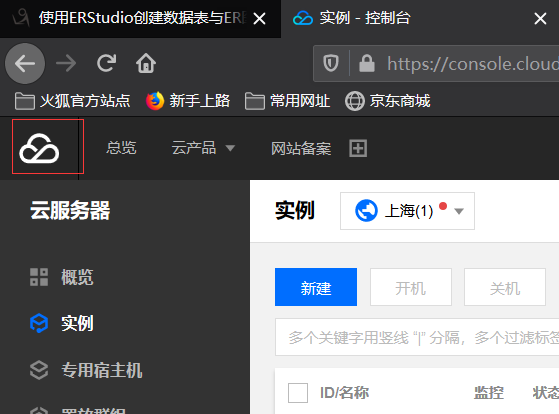 使用ERStudio创建数据表与ER
实例 - 控制台
https://console.cloud
火狐官方站点 新手上路 常用网址 京东商城
总览 云产品 网站备案
云服务器
实例 上海(1)
概览
新建 开机 关机
实例
多个关键字用竖线 “|” 分隔，多个过滤标签
专用宿主机
ID/名称 监控 状态
置放群组